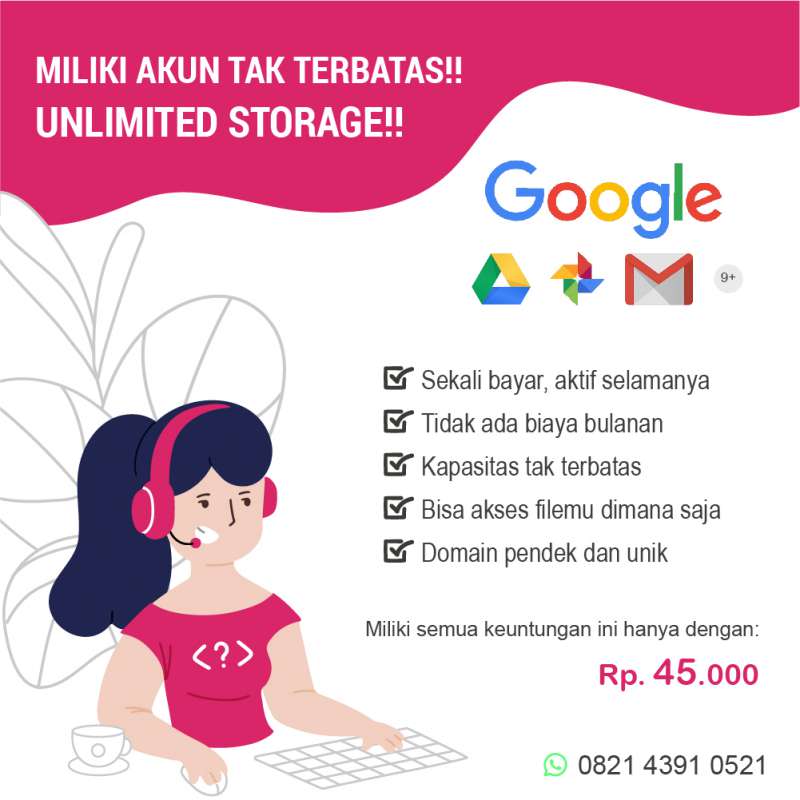 MILIKI AKUN TAK TERBATAS!!
UNLIMITED STORAGE!!
Google
9+
Sekali bayar, aktif selamanya
Tidak ada biaya bulanan
Kapasitas tak terbatas
Bisa akses filemu dimana saja
Domain pendek dan unik
<?>
Miliki semua keuntungan ini hanya dengan:
Rp. 45.000
0821 4391 0521